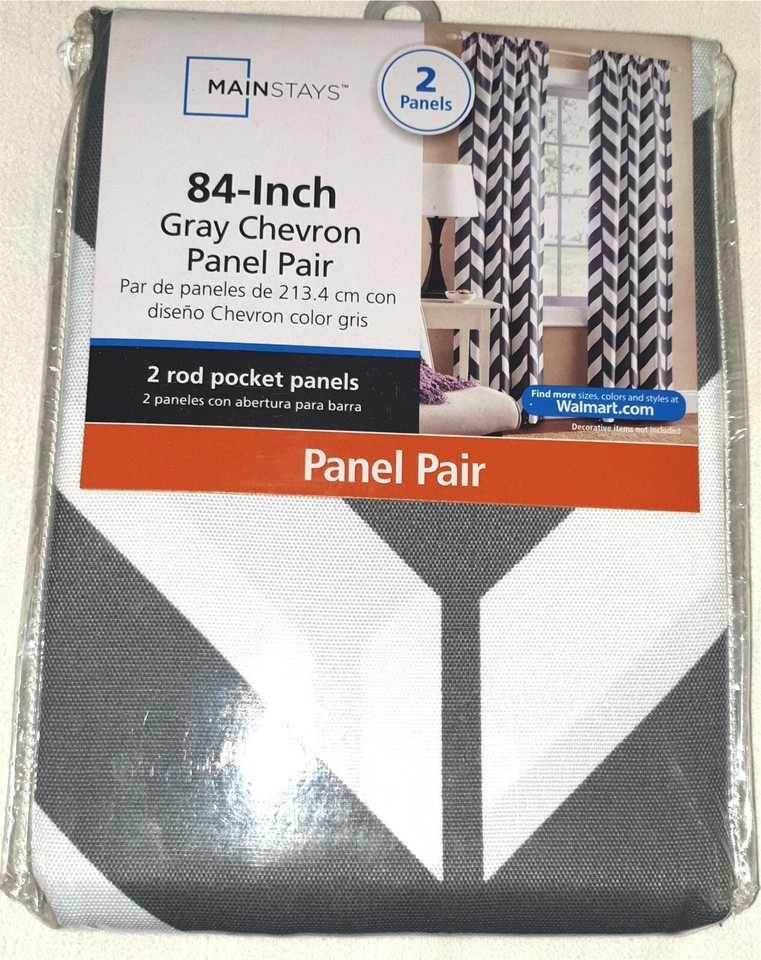 MAINSTAYS™
2
Panels
84-Inch
Gray Chevron
Panel Pair
Par de paneles de 213.4 cm con
diseño Chevron color gris
2 rod pocket panels
2 paneles con abertura para barra
Find more sizes, colors and styles at
Walmart.com
Decorative items not included
Panel Pair